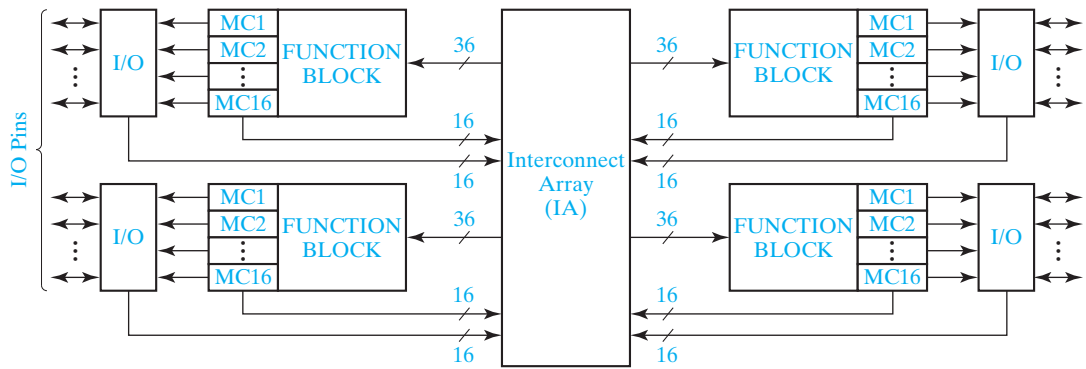 I/O Pins
I/O
MC1
MC2
MC16
FUNCTION
BLOCK
36
16
16
Interconnect
Array
(IA)
36
16
16
FUNCTION
BLOCK
MC1
MC2
MC16
I/O
I/O
MC1
MC2
MC16
FUNCTION
BLOCK
36
16
16
36
16
16
FUNCTION
BLOCK
MC1
MC2
MC16
I/O